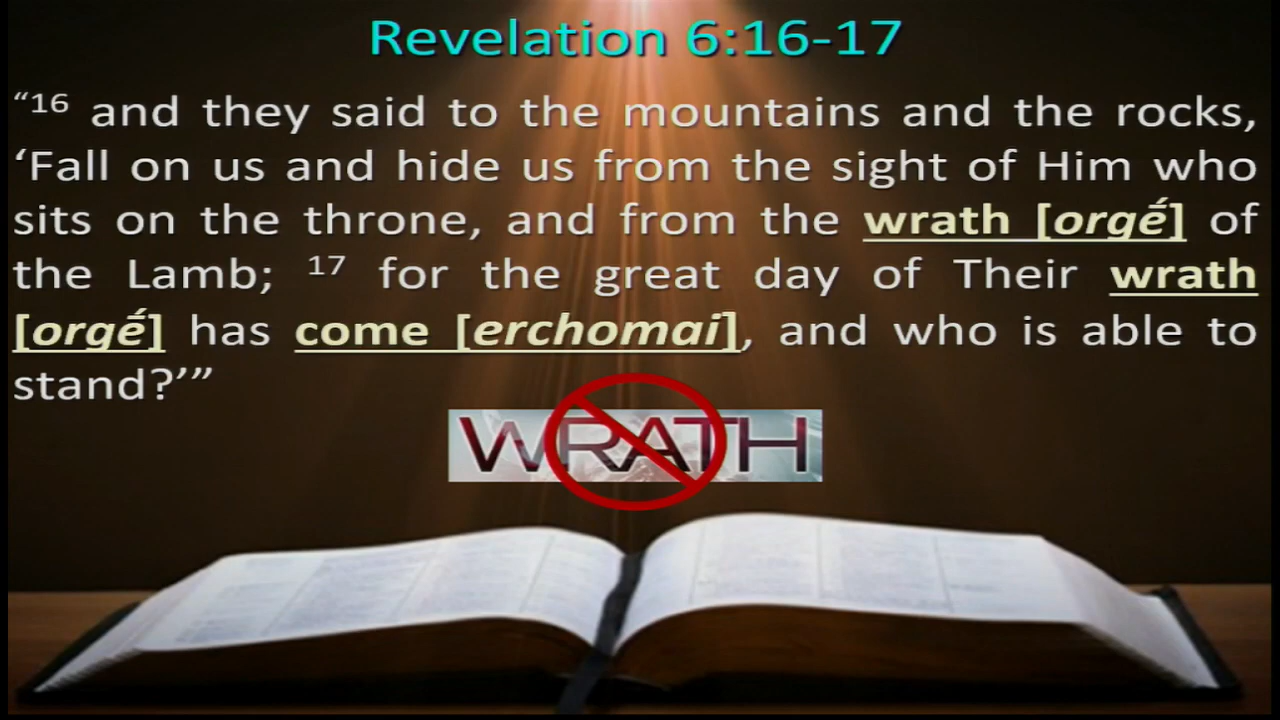 Revelation 6:16-17
“16 and they said to the mountains and the rocks,
‘Fall on us and hide us from the sight of Him who
sits on the throne, and from the wrath [orgḗ] of
the Lamb; 17 for the great day of Their wrath
[orgḗ] has come [erchomai], and who is able to
stand?’”
WRATH